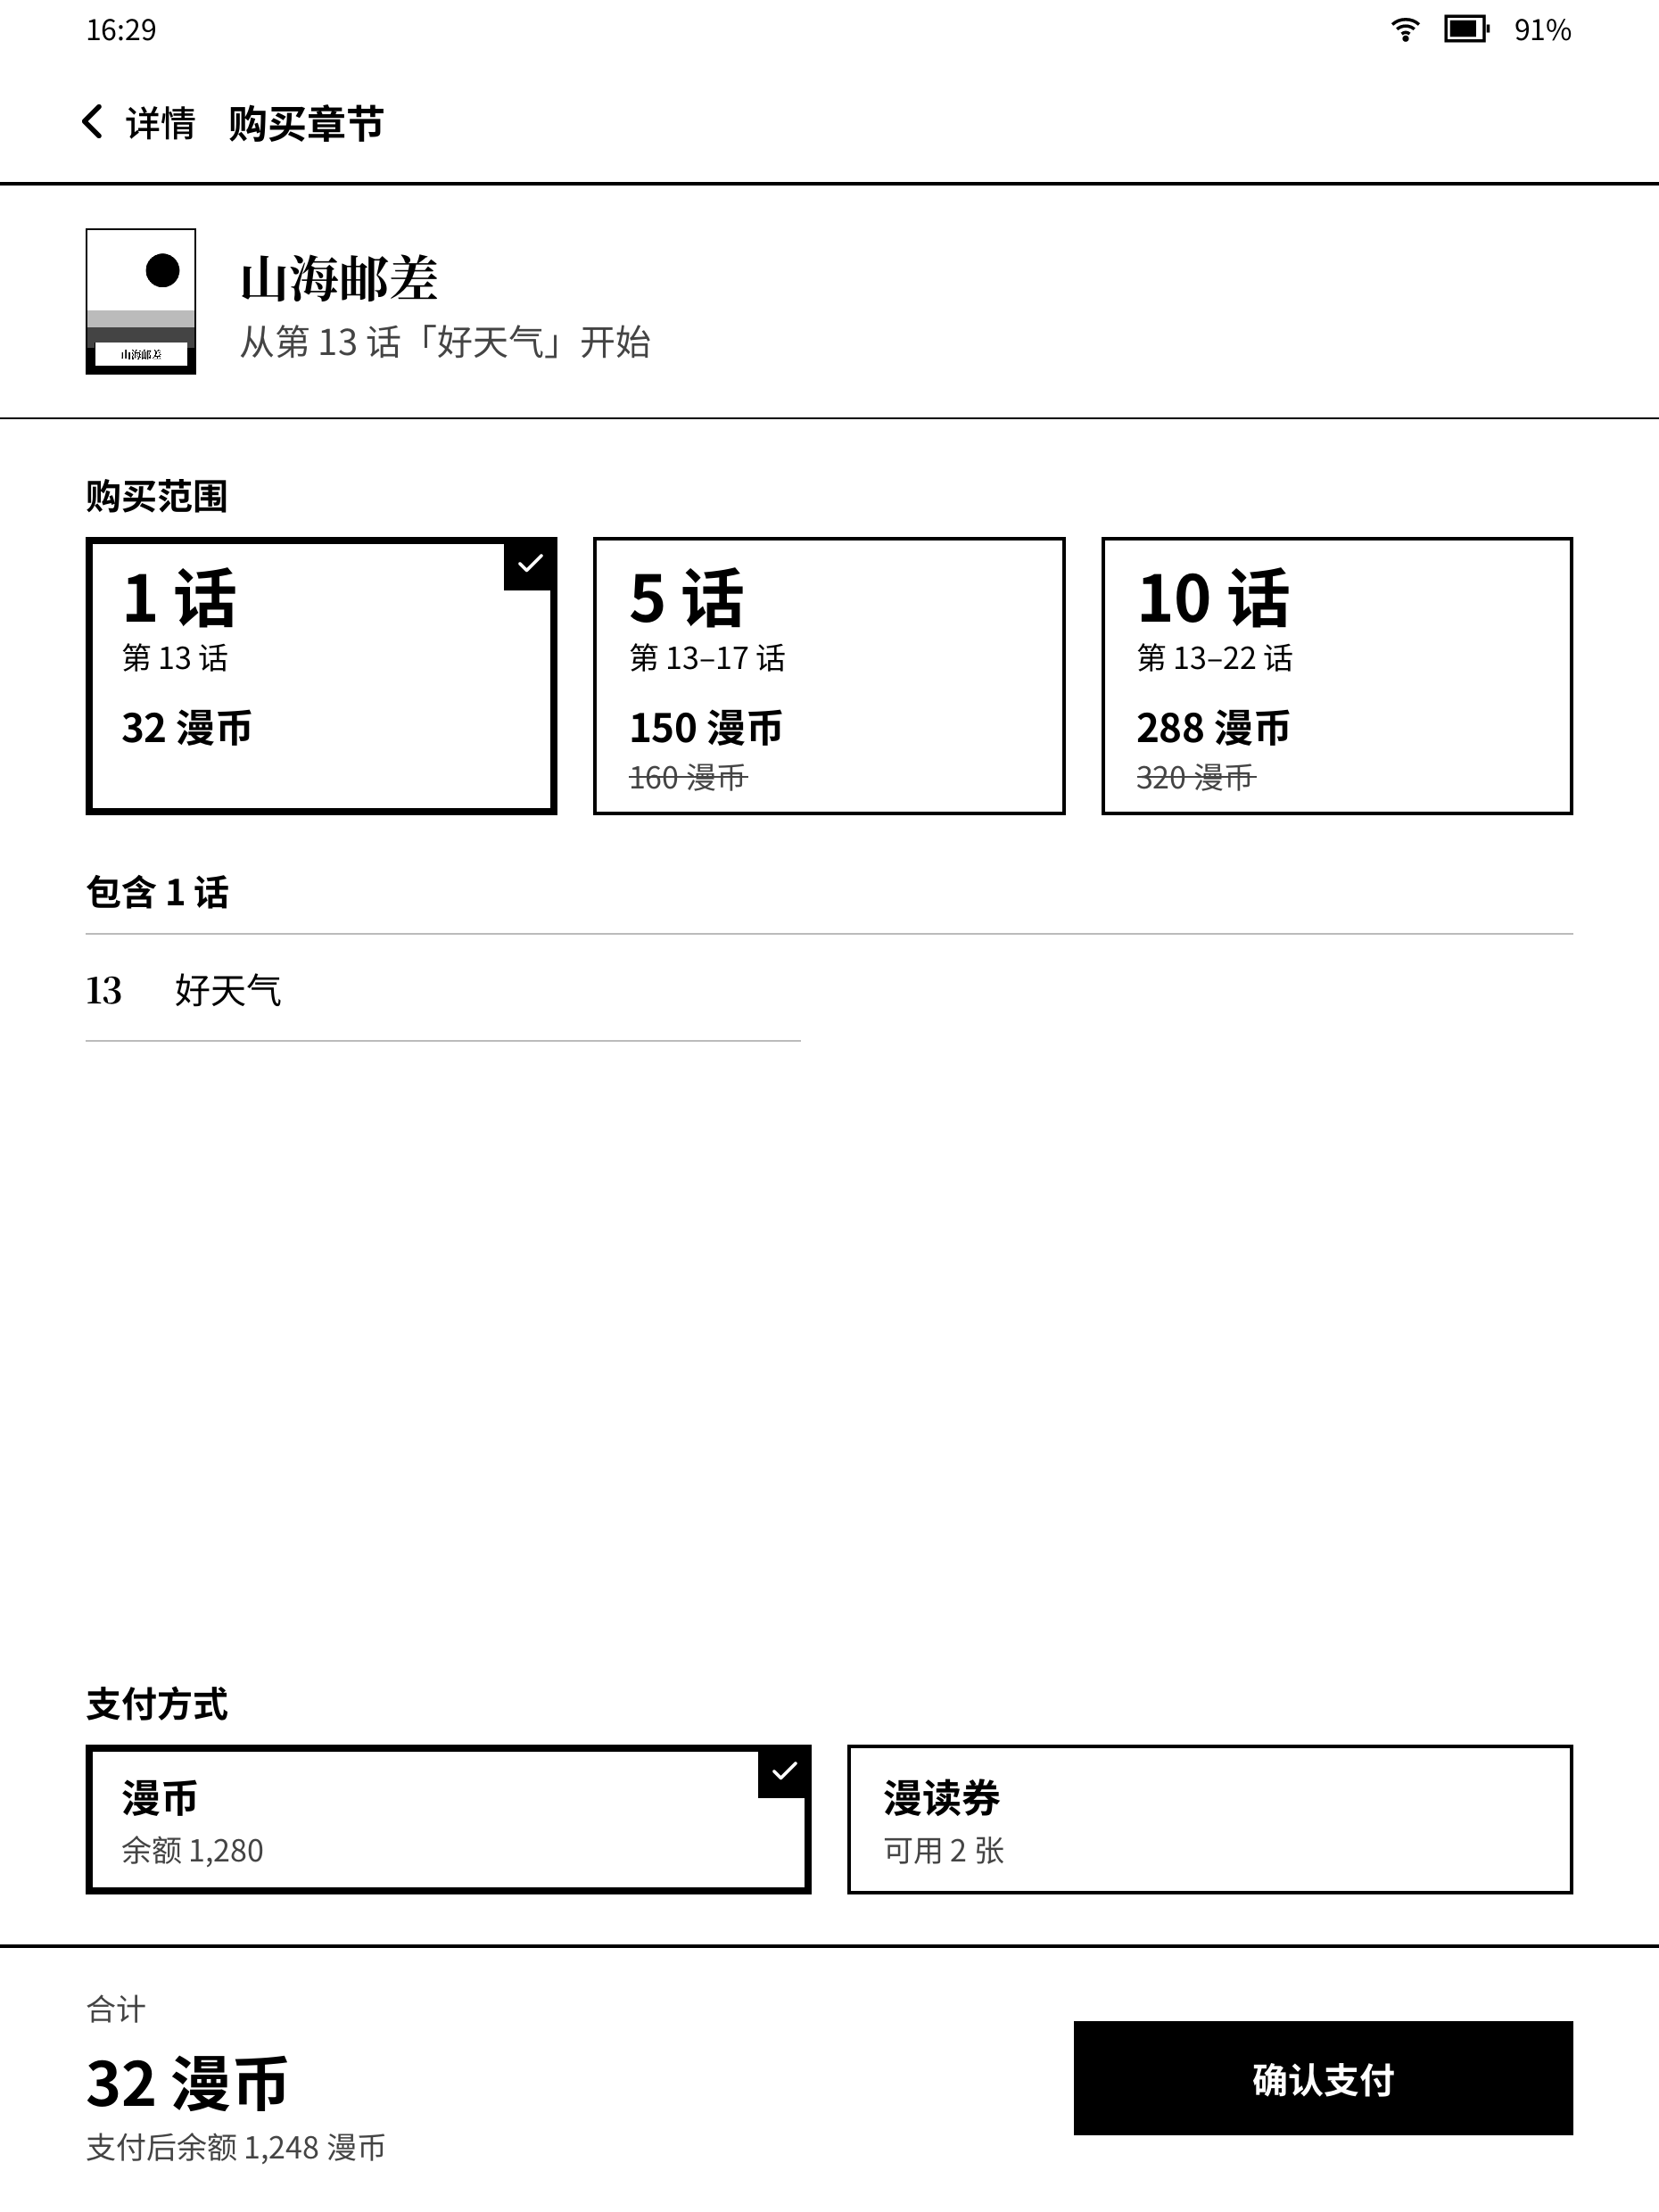 16:29
91%
详情 购买章节
山海邮差
山海邮差
从第 13 话「好天气」开始
购买范围
1 话
第 13 话
32 漫币
5 话
第 13–17 话
150 漫币
160 漫币
10 话
第 13–22 话
288 漫币
320 漫币
包含 1 话
13 好天气
支付方式
漫币
余额 1,280
漫读券
可用 2 张
合计
32 漫币
支付后余额 1,248 漫币
确认支付